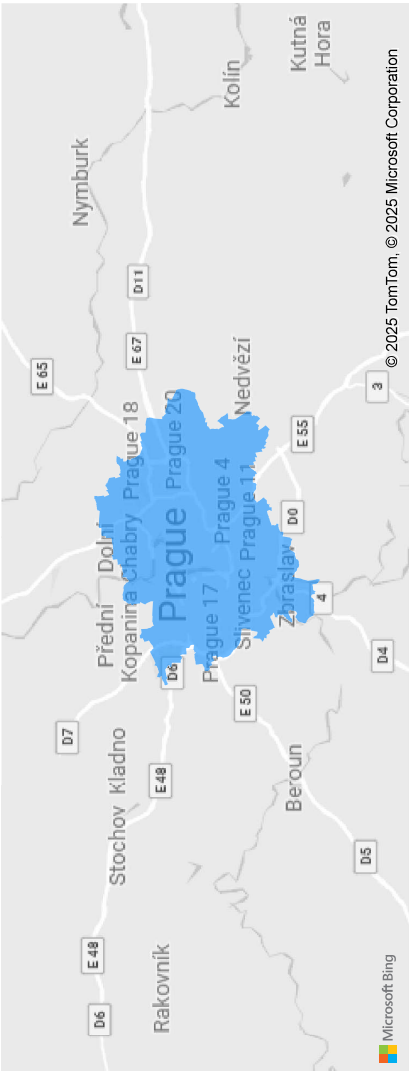 Kutná
Hora
Kolín
Nymburk
D11
E 67
E 65
Nedvězí
3
E 55
Prague 18
Prague 20
Prague 4
Prague 11
D0
Dolní
Chabry
Prague
Přední
Kopanina
Prague 17
Slivenec
Zbraslav
4
D4
D6
E 50
D7
Kladno
E 48
Stochov
Beroun
D5
E 48
D6
Rakovník
Microsoft Bing
© 2025 TomTom, © 2025 Microsoft Corporation